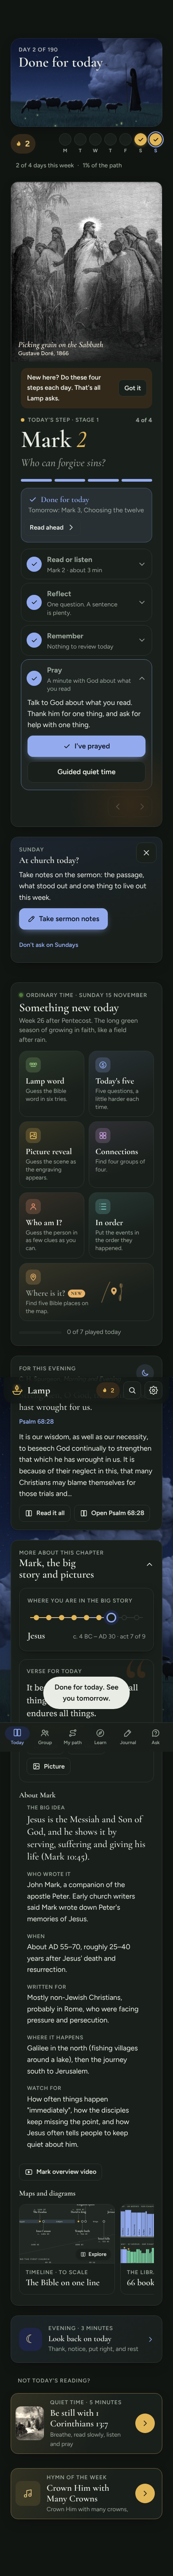 DAY 2 OF 190
Done for today
2
M T W T F S S
2 of 4 days this week · 1% of the path
Picking grain on the Sabbath
Gustave Doré, 1866
New here? Do these four
steps each day. That's all
Lamp asks.
Got it
TODAY'S STEP · STAGE 1
4 of 4
Mark 2
Who can forgive sins?
Done for today
Tomorrow: Mark 3, Choosing the twelve
Read ahead
Read or listen
Mark 2 · about 3 min
Reflect
One question. A sentence
is plenty.
Remember
Nothing to review today
Pray
A minute with God about what
you read
Talk to God about what you read.
Thank him for one thing, and ask for
help with one thing.
I've prayed
Guided quiet time
SUNDAY
At church today?
Take notes on the sermon: the passage,
what stood out and one thing to live out
this week.
Take sermon notes
Don't ask on Sundays
ORDINARY TIME · SUNDAY 15 NOVEMBER
Something new today
Week 26 after Pentecost. The long green
season of growing in faith, like a field
after rain.
Lamp word
Guess the Bible
word in six tries.
Today's five
Five questions, a
little harder each
time.
Picture reveal
Guess the scene as
the engraving
appears.
Connections
Find four groups of
four.
Who am I?
Guess the person in
as few clues as you
can.
In order
Put the events in
the order they
happened.
Where is it? NEW
Find five Bible places on
the map.
0 of 7 played today
FOR THIS EVENING
Lamp
2
hast wrought for us.
Psalm 68:28
It is our wisdom, as well as our necessity,
to beseech God continually to strengthen
that which he has wrought in us. It is
because of their neglect in this, that many
Christians may blame themselves for
those trials and...
Read it all
Open Psalm 68:28
MORE ABOUT THIS CHAPTER
Mark, the big
story and pictures
WHERE YOU ARE IN THE BIG STORY
Jesus
c. 4 BC – AD 30 · act 7 of 9
VERSE FOR TODAY
endures all things.
Done for today. See
you tomorrow.
Today
Group
My path
Learn
Journal
Ask
Picture
About Mark
THE BIG IDEA
Jesus is the Messiah and Son of
God, and he shows it by
serving, suffering and giving his
life (Mark 10:45).
WHO WROTE IT
John Mark, a companion of the
apostle Peter. Early church writers
said Mark wrote down Peter's
memories of Jesus.
WHEN
About AD 55–70, roughly 25–40
years after Jesus' death and
resurrection.
WRITTEN FOR
Mostly non-Jewish Christians,
probably in Rome, who were facing
pressure and persecution.
WHERE IT HAPPENS
Galilee in the north (fishing villages
around a lake), then the journey
south to Jerusalem.
WATCH FOR
How often things happen
"immediately", how the disciples
keep missing the point, and how
Jesus often tells people to keep
quiet about him.
Mark overview video
Maps and diagrams
Explore
TIMELINE · TO SCALE
The Bible on one line
THE LIBR
66 book
EVENING · 3 MINUTES
Look back on today
Thank, notice, put right, and rest
NOT TODAY'S READING?
QUIET TIME · 5 MINUTES
Be still with 1
Corinthians 13:7
Breathe, read slowly, listen
and pray
HYMN OF THE WEEK
Crown Him with
Many Crowns
Crown Him with many crowns,